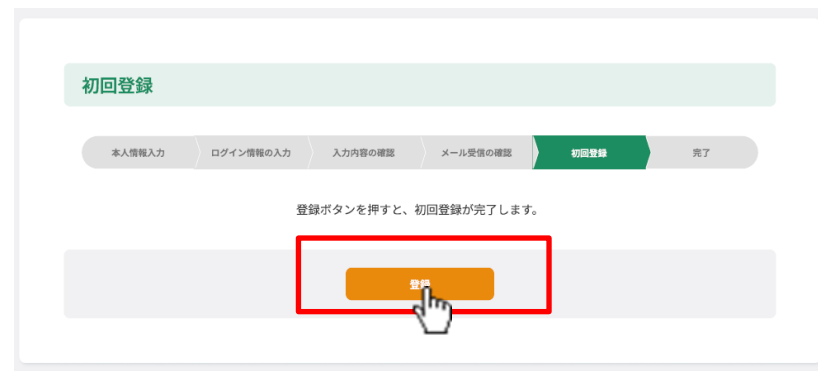 初回登録
本人情報入力 ログイン情報の入力 入力内容の確認 メール受信の確認 初回登録 完了
登録ボタンを押すと、初回登録が完了します。
登録